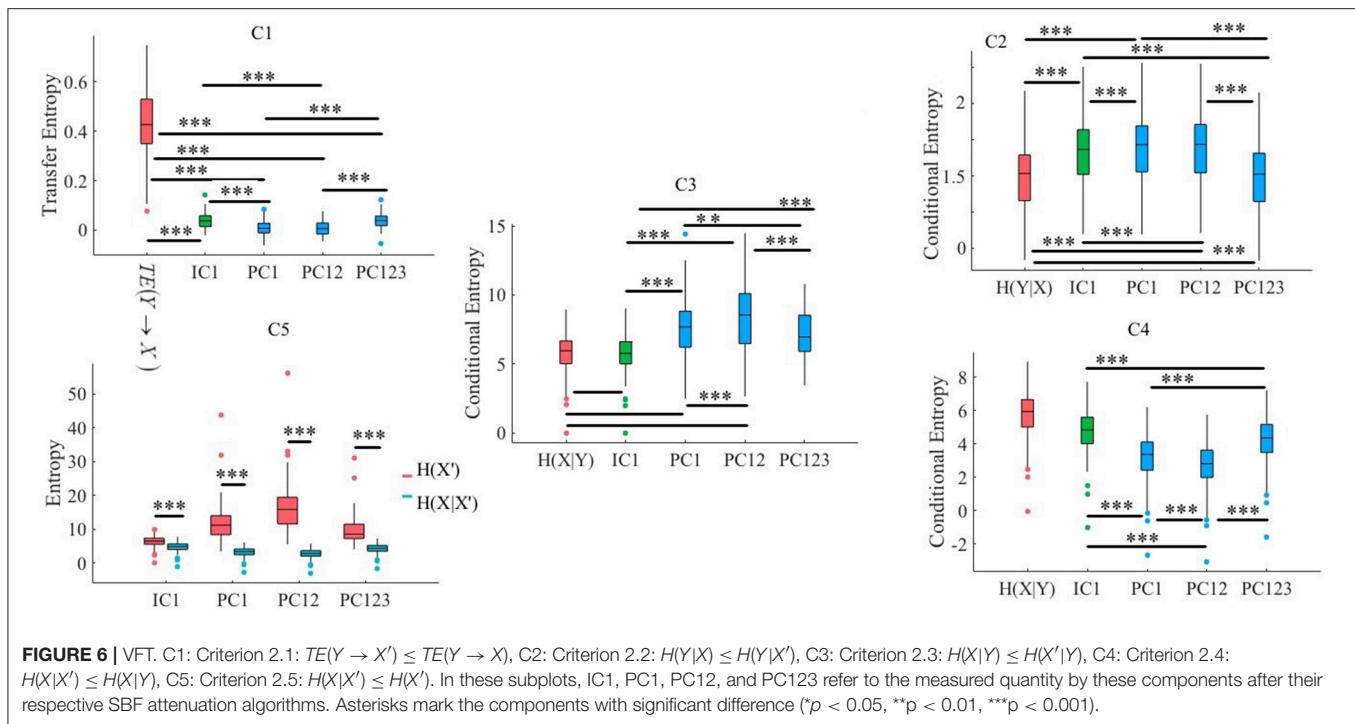 C1
Transfer Entropy
0.6
0.4
0.2
0
***
***
***
***
***
***
***
***
TE(Y → X)
IC1 PC1 PC12 PC123
C2
Conditional Entropy
2
1.5
0
***
***
***
***
***
***
***
***
***
H(Y|X) IC1 PC1 PC12 PC123
C3
Conditional Entropy
15
10
5
0
***
**
***
***
***
***
H(X|Y) IC1 PC1 PC12 PC123
C5
Entropy
50
40
30
20
10
0
***
***
***
***
H(X')
H(X|X')
IC1 PC1 PC12 PC123
C4
Conditional Entropy
8
6
4
2
0
-2
***
***
***
***
***
***
H(X|Y) IC1 PC1 PC12 PC123
FIGURE 6 | VFT. C1: Criterion 2.1: TE(Y → X′) ≤ TE(Y → X), C2: Criterion 2.2: H(Y|X) ≤ H(Y|X′), C3: Criterion 2.3: H(X|Y) ≤ H(X′|Y), C4: Criterion 2.4:
H(X|X′) ≤ H(X|Y), C5: Criterion 2.5: H(X|X′) ≤ H(X′). In these subplots, IC1, PC1, PC12, and PC123 refer to the measured quantity by these components after their
respective SBF attenuation algorithms. Asterisks mark the components with significant difference (*p < 0.05, **p < 0.01, ***p < 0.001).